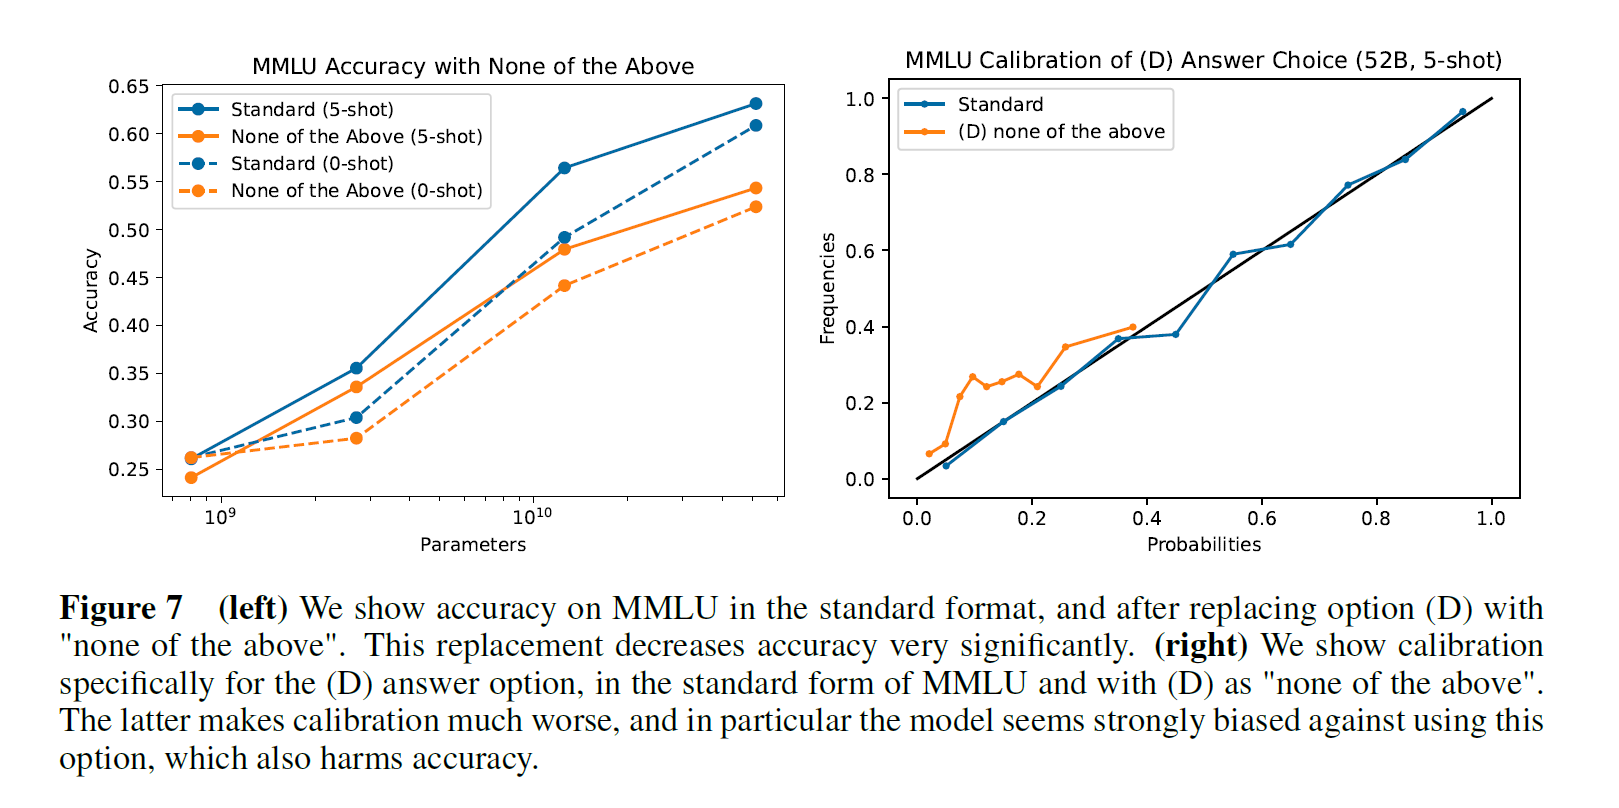 MMLU Accuracy with None of the Above
0.65
0.60
0.55
0.50
0.45
0.40
0.35
0.30
0.25
Accuracy
Standard (5-shot)
None of the Above (5-shot)
Standard (0-shot)
None of the Above (0-shot)
10⁹
10¹⁰
Parameters
MMLU Calibration of (D) Answer Choice (52B, 5-shot)
1.0
0.8
0.6
0.4
0.2
0.0
Frequencies
Standard
(D) none of the above
0.0
0.2
0.4
0.6
0.8
1.0
Probabilities
Figure 7 (left) We show accuracy on MMLU in the standard format, and after replacing option (D) with
"none of the above". This replacement decreases accuracy very significantly. (right) We show calibration
specifically for the (D) answer option, in the standard form of MMLU and with (D) as "none of the above".
The latter makes calibration much worse, and in particular the model seems strongly biased against using this
option, which also harms accuracy.